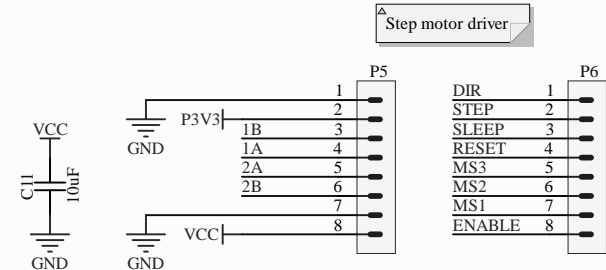 Step motor driver
P5
P6
1
DIR 1
P3V3 2
STEP 2
VCC
GND
1B 3
SLEEP 3
1A 4
RESET 4
C11
10uF
2A 5
MS3 5
2B 6
MS2 6
7
MS1 7
VCC 8
ENABLE 8
GND
GND